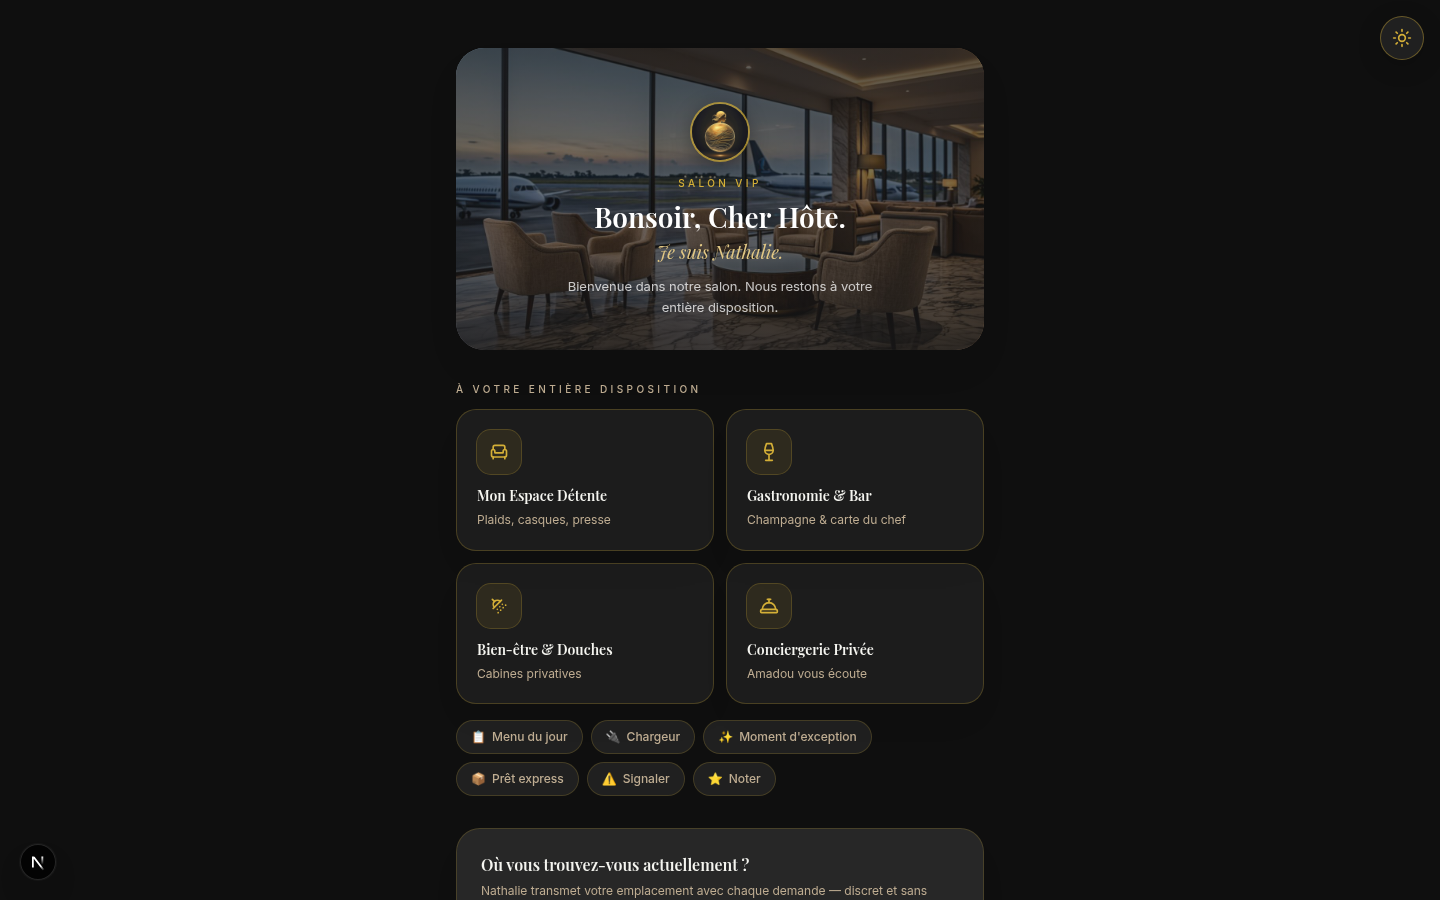 SALON VIP
Bonsoir, Cher Hôte.
Je suis Nathalie.
Bienvenue dans notre salon. Nous restons à votre
entière disposition.
À VOTRE ENTIÈRE DISPOSITION
Mon Espace Détente
Plaids, casques, presse
Gastronomie & Bar
Champagne & carte du chef
Bien-être & Douches
Cabines privatives
Conciergerie Privée
Amadou vous écoute
Menu du jour
Chargeur
Moment d'exception
Prêt express
Signaler
Noter
Où vous trouvez-vous actuellement ?
Nathalie transmet votre emplacement avec chaque demande — discret et sans
N